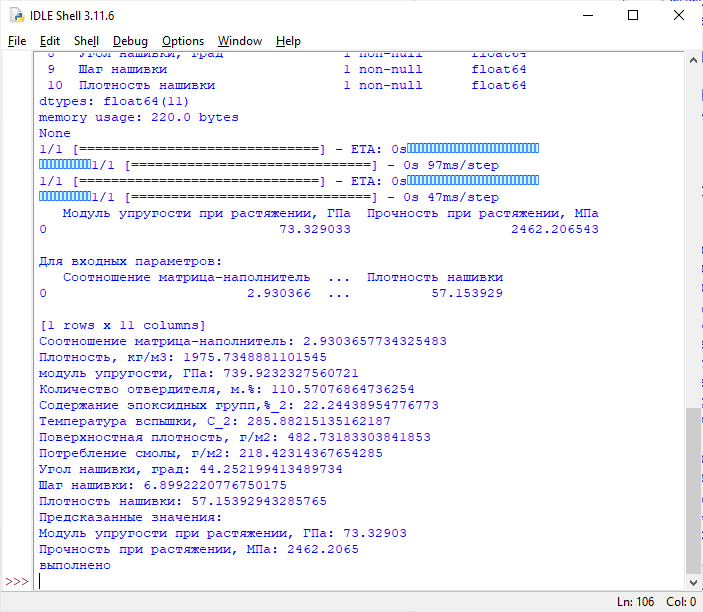 IDLE Shell 3.11.6
File Edit Shell Debug Options Window Help
8 Угол нашивки, град 1 non-null float64
9 Шаг нашивки 1 non-null float64
10 Плотность нашивки 1 non-null float64
dtypes: float64(11)
memory usage: 220.0 bytes
None
1/1 [==============================] - ETA: 0s
1/1 [==============================] - 0s 97ms/step
1/1 [==============================] - ETA: 0s
1/1 [==============================] - 0s 47ms/step
Модуль упругости при растяжении, ГПа Прочность при растяжении, МПа
0 73.329033 2462.206543
Для входных параметров:
Соотношение матрица-наполнитель ... Плотность нашивки
0 2.930366 ... 57.153929
[1 rows x 11 columns]
Соотношение матрица-наполнитель: 2.9303657734325483
Плотность, кг/м3: 1975.7348881101545
модуль упругости, ГПа: 739.9232327560721
Количество отвердителя, м.%: 110.57076864736254
Содержание эпоксидных групп,%_2: 22.24438954776773
Температура вспышки, С_2: 285.88215135162187
Поверхностная плотность, г/м2: 482.73183303841853
Потребление смолы, г/м2: 218.42314367654285
Угол нашивки, град: 44.252199413489734
Шаг нашивки: 6.8992220776750175
Плотность нашивки: 57.15392943285765
Предсказанные значения:
Модуль упругости при растяжении, ГПа: 73.32903
Прочность при растяжении, МПа: 2462.2065
выполнено
>>>
Ln: 106 Col: 0